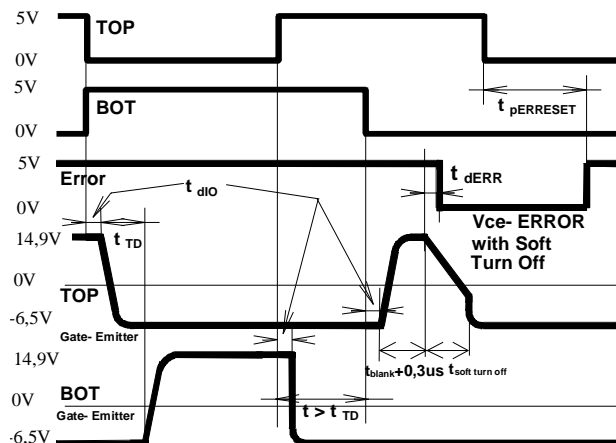 5V
TOP
0V
5V
BOT
0V
t pERRESET
5V
Error
t dIO
t dERR
0V
Vce- ERROR
with Soft
Turn Off
14,9V
t TD
0V
TOP
-6,5V
Gate- Emitter
14,9V
tblank+0,3us
tsoft turn off
BOT
0V
Gate- Emitter
t > t TD
-6,5V